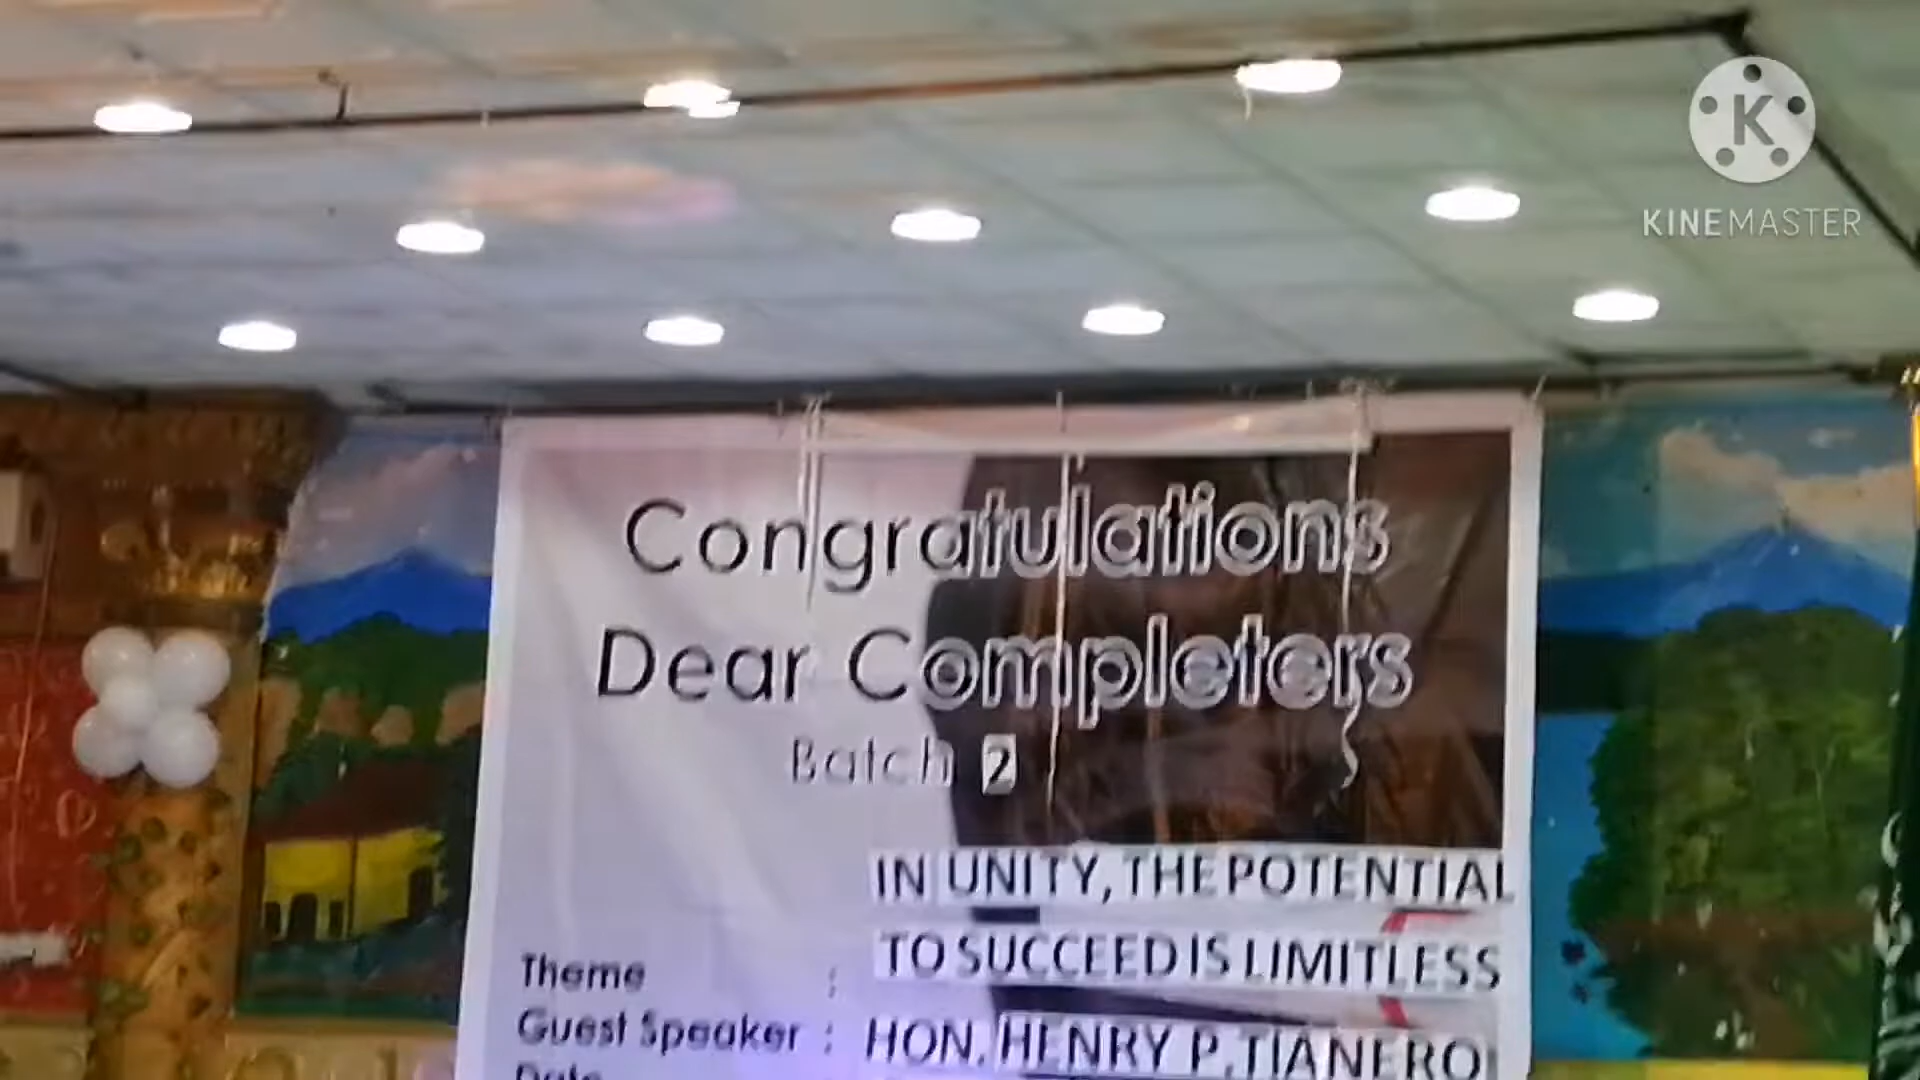 K
KINEMASTER
Congratulations
Dear Completers
Batch 2
IN UNITY, THE POTENTIAL
TO SUCCEED IS LIMITLESS
Theme :
Guest Speaker : HON. HENRY P. TIANERO
Date